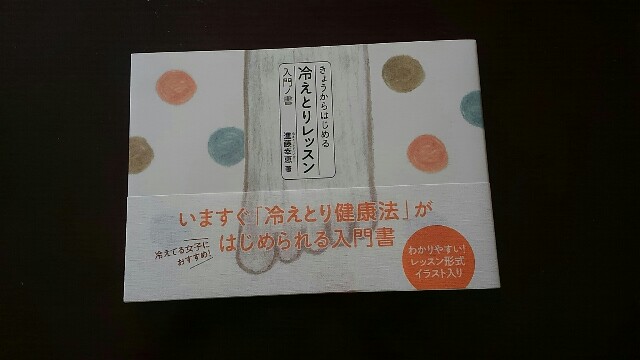 きょうからはじめる
冷えとりレッスン
入門ノ書
進藤幸恵 著
いますぐ「冷えとり健康法」が
はじめられる入門書
冷えてる女子に
おすすめ!
わかりやすい!
レッスン形式
イラスト入り